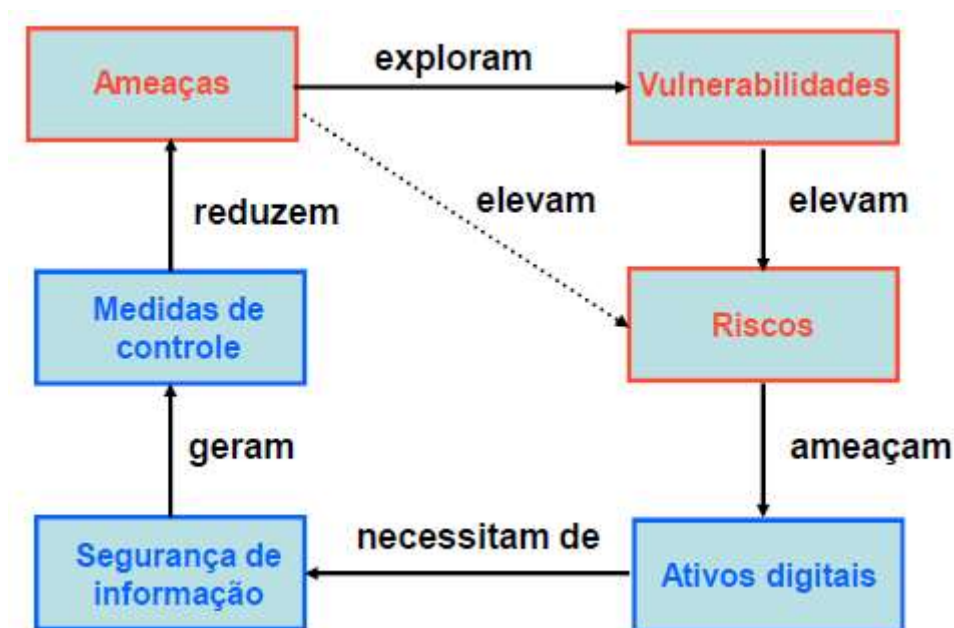 exploram
Ameaças
Vulnerabilidades
reduzem
elevam
elevam
Medidas de
controle
Riscos
geram
ameaçam
necessitam de
Segurança de
informação
Ativos digitais